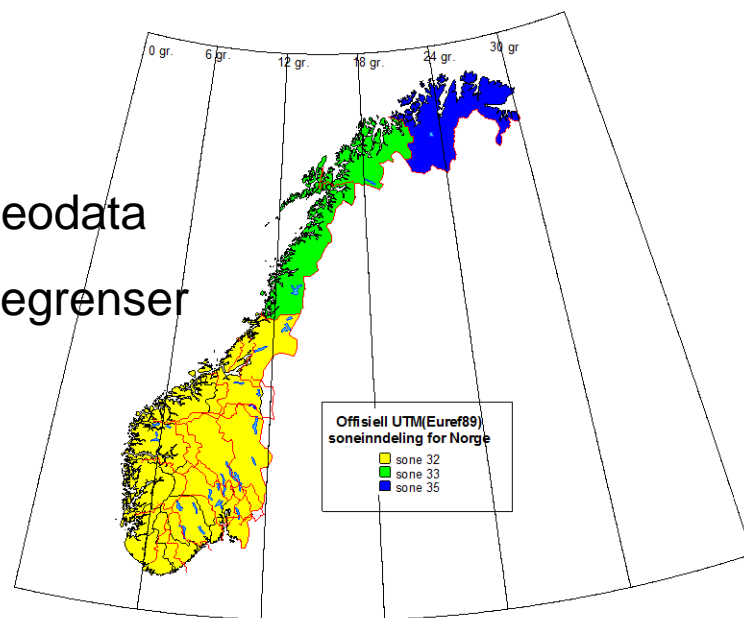 0 gr.
6 gr.
12 gr.
18 gr.
24 gr.
30 gr
eodata
egrenser
Offisiell UTM(Euref89)
soneinndeling for Norge
sone 32
sone 33
sone 35